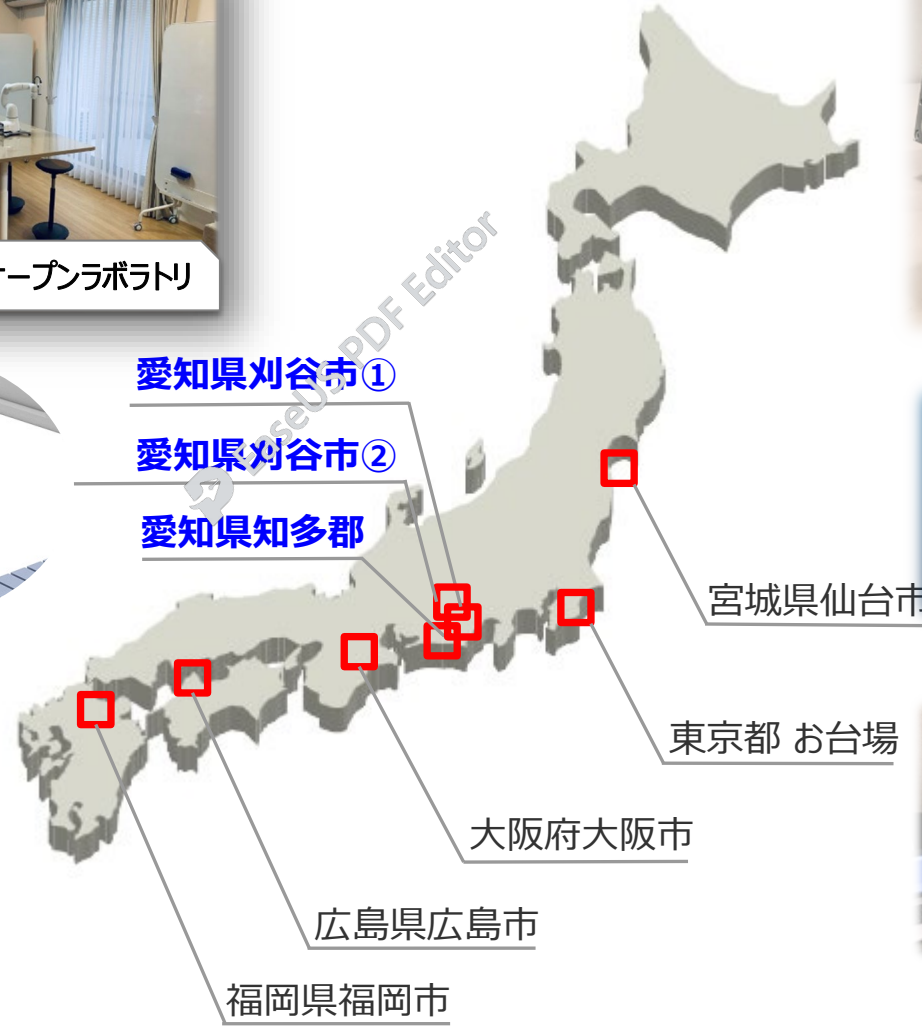 ープンラボラトリ
EaseUS PDF Editor
愛知県刈谷市①
愛知県刈谷市②
愛知県知多郡
宮城県仙台市
東京都 お台場
大阪府大阪市
広島県広島市
福岡県福岡市